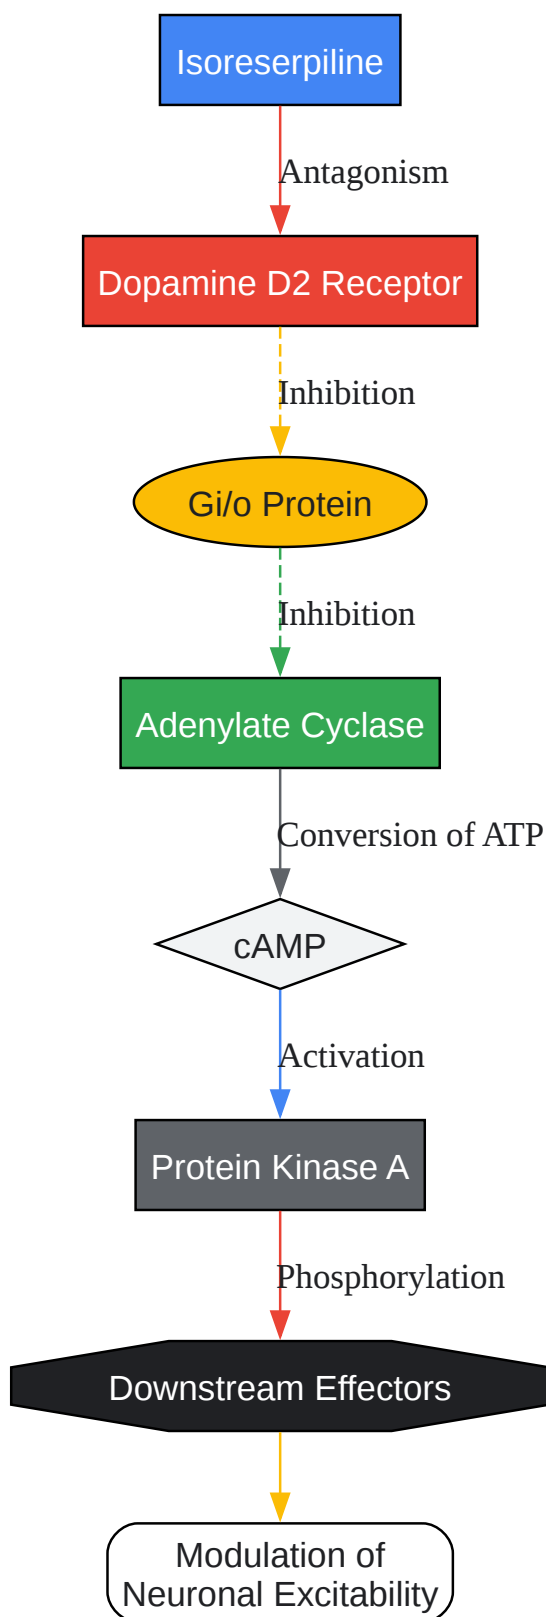 Isoreserpiline
Antagonism
Dopamine D2 Receptor
Inhibition
Gi/o Protein
Inhibition
Adenylate Cyclase
Conversion of ATP
cAMP
Activation
Protein Kinase A
Phosphorylation
Downstream Effectors
Modulation of
Neuronal Excitability